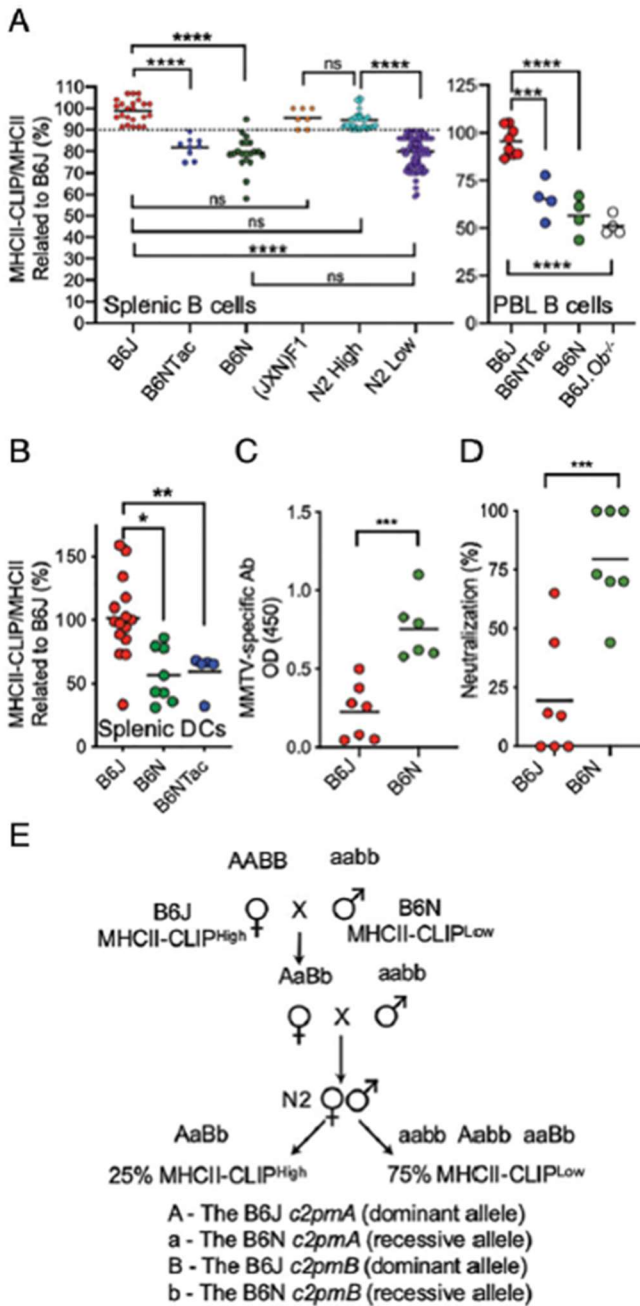 A
**** 
****
ns
****
MHCII-CLIP/MHCII
Related to B6J (%)
110
100
90
80
70
60
50
40
30
20
10
0
ns
ns
****
ns
Splenic B cells
B6J
B6NTac
B6N
(JXN)F1
N2 High
N2 Low
****
***
125
100
75
50
25
0
****
PBL B cells
B6J
B6NTac
B6N
B6J.Ob-/-
B
MHCII-CLIP/MHCII
Related to B6J (%)
**
*
150
100
50
0
Splenic DCs
B6J
B6N
B6NTac
C
MMTV-specific Ab
OD (450)
***
1.5
1.0
0.5
0.0
B6J
B6N
D
Neutralization (%)
***
100
75
50
25
0
B6J
B6N
E
AABB aabb
♀ X ♂
B6J B6N
MHCII-CLIPHigh MHCII-CLIPLow
AaBb aabb
♀ X ♂
N2 ♀♂
AaBb aabb Aabb aaBb
25% MHCII-CLIPHigh 75% MHCII-CLIPLow
A - The B6J c2pmA (dominant allele)
a - The B6N c2pmA (recessive allele)
B - The B6J c2pmB (dominant allele)
b - The B6N c2pmB (recessive allele)